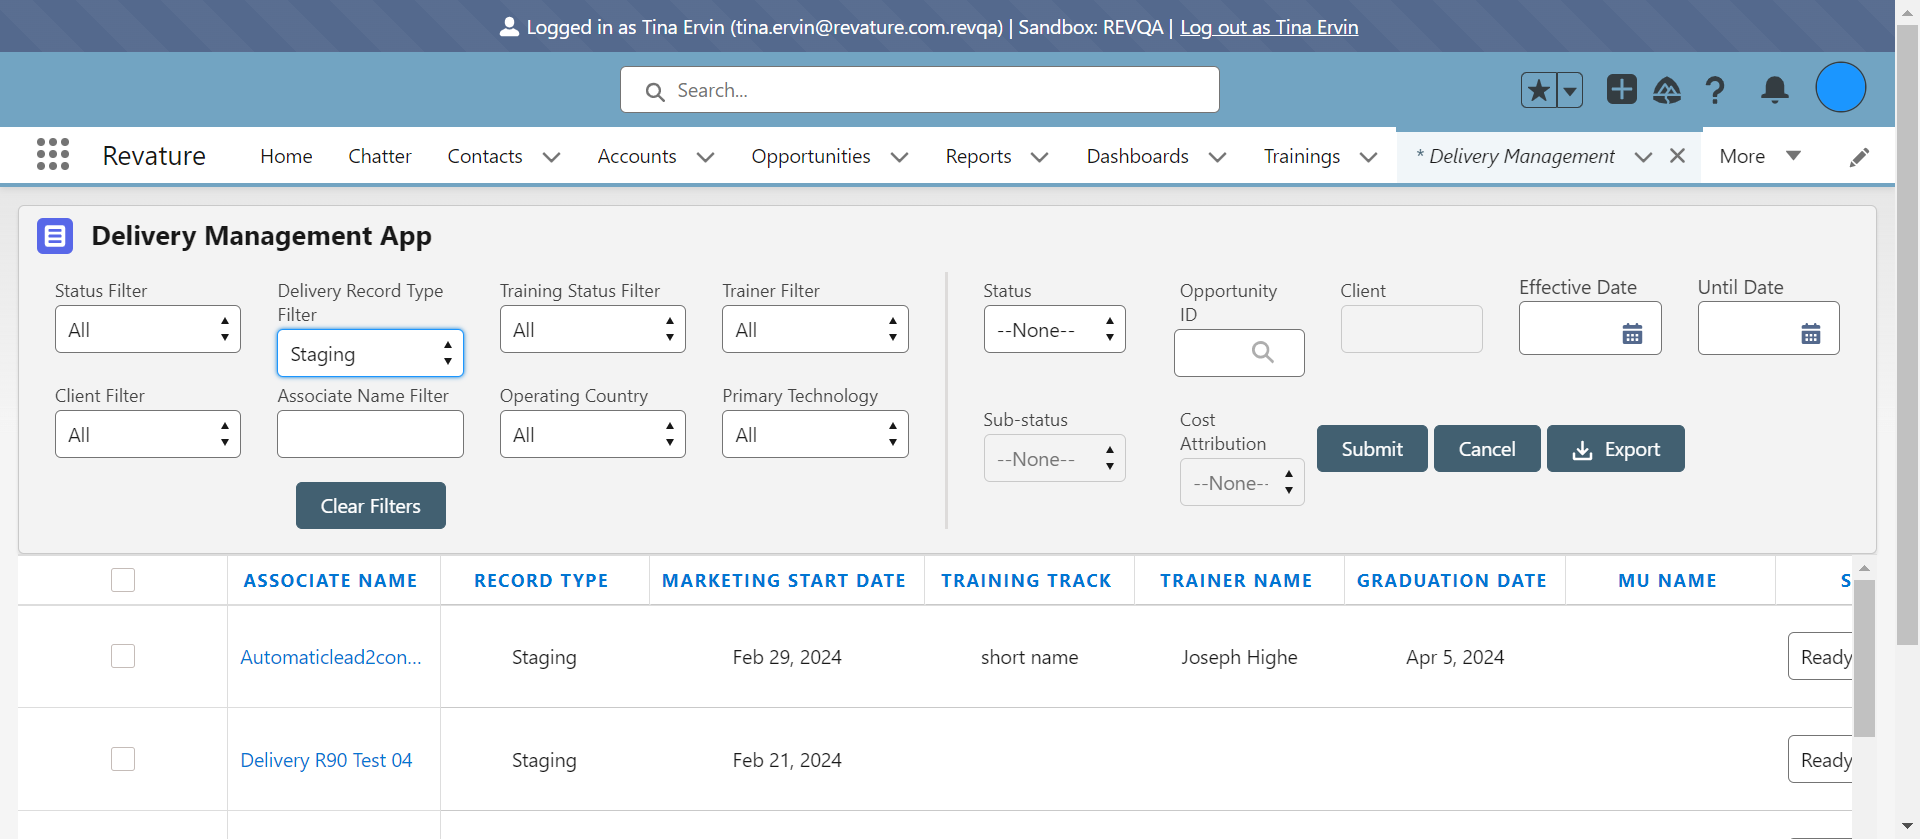 Logged in as Tina Ervin (tina.ervin@revature.com.revqa) | Sandbox: REVQA | Log out as Tina Ervin
Search...
Revature Home Chatter Contacts Accounts Opportunities Reports Dashboards Trainings * Delivery Management More
Delivery Management App
Status Filter
All
Delivery Record Type
Filter
Staging
Training Status Filter
All
Trainer Filter
All
Client Filter
All
Associate Name Filter
Operating Country
All
Primary Technology
All
Clear Filters
Status
--None--
Opportunity
ID
Client
Effective Date
Until Date
Sub-status
--None--
Cost
Attribution
--None--
Submit
Cancel
Export
ASSOCIATE NAME RECORD TYPE MARKETING START DATE TRAINING TRACK TRAINER NAME GRADUATION DATE MU NAME S
Automaticlead2con... Staging Feb 29, 2024 short name Joseph Highe Apr 5, 2024 Ready
Delivery R90 Test 04 Staging Feb 21, 2024 Ready